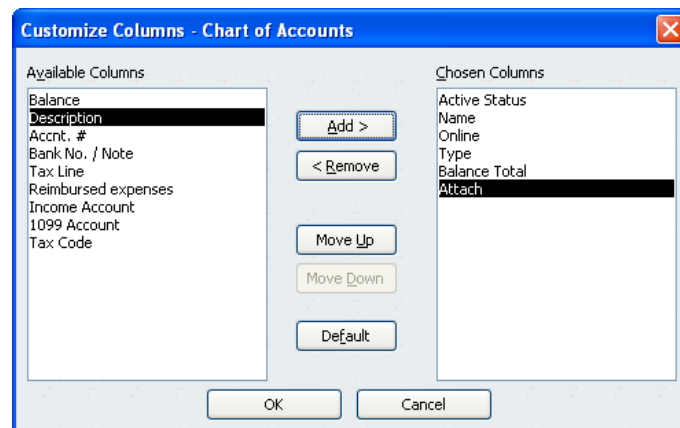 Customize Columns - Chart of Accounts
Available Columns
Balance
Description
Accnt. #
Bank No. / Note
Tax Line
Reimbursed expenses
Income Account
1099 Account
Tax Code
Add >
< Remove
Move Up
Move Down
Default
Chosen Columns
Active Status
Name
Online
Type
Balance Total
Attach
OK
Cancel